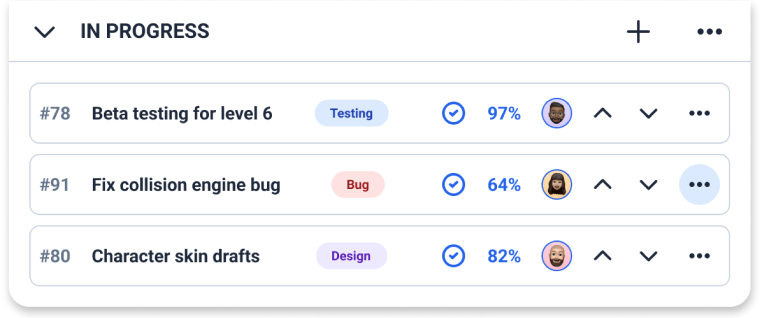 IN PROGRESS
#78 Beta testing for level 6 Testing 97%
#91 Fix collision engine bug Bug 64%
#80 Character skin drafts Design 82%